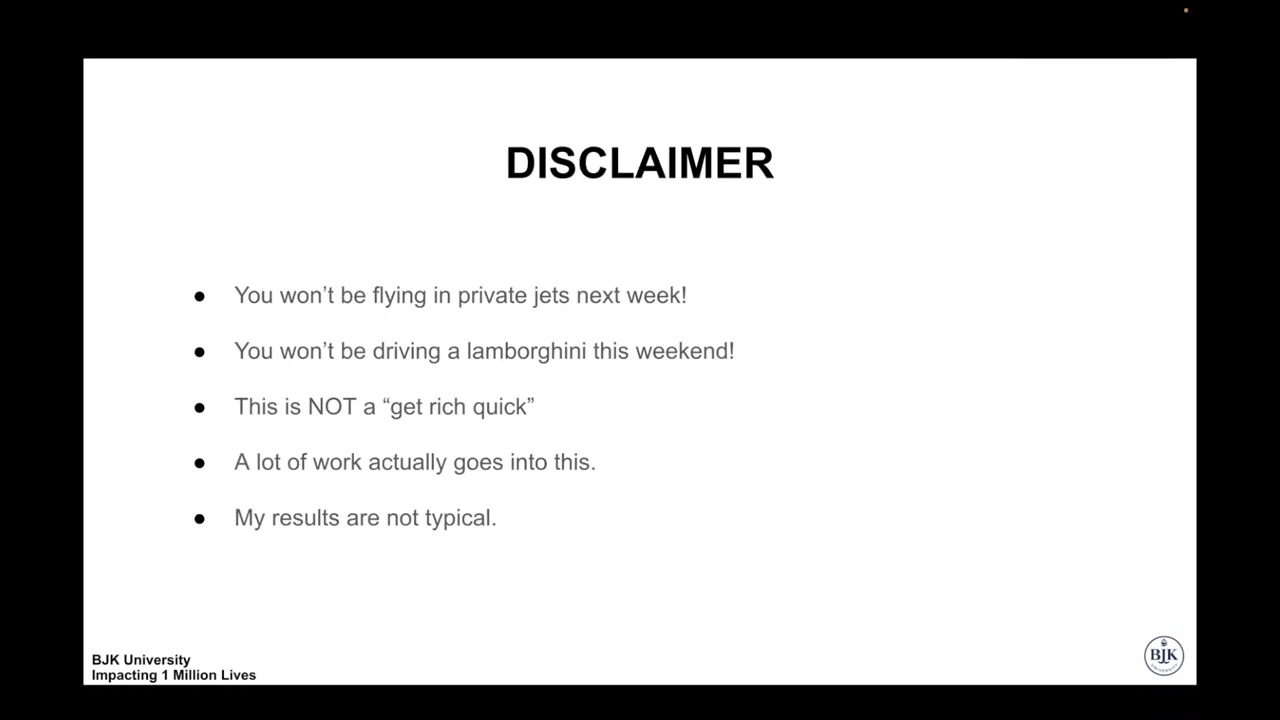 DISCLAIMER
● You won’t be flying in private jets next week!
● You won’t be driving a lamborghini this weekend!
● This is NOT a “get rich quick”
● A lot of work actually goes into this.
● My results are not typical.
BJK University
Impacting 1 Million Lives
BJK
UNIVERSITY